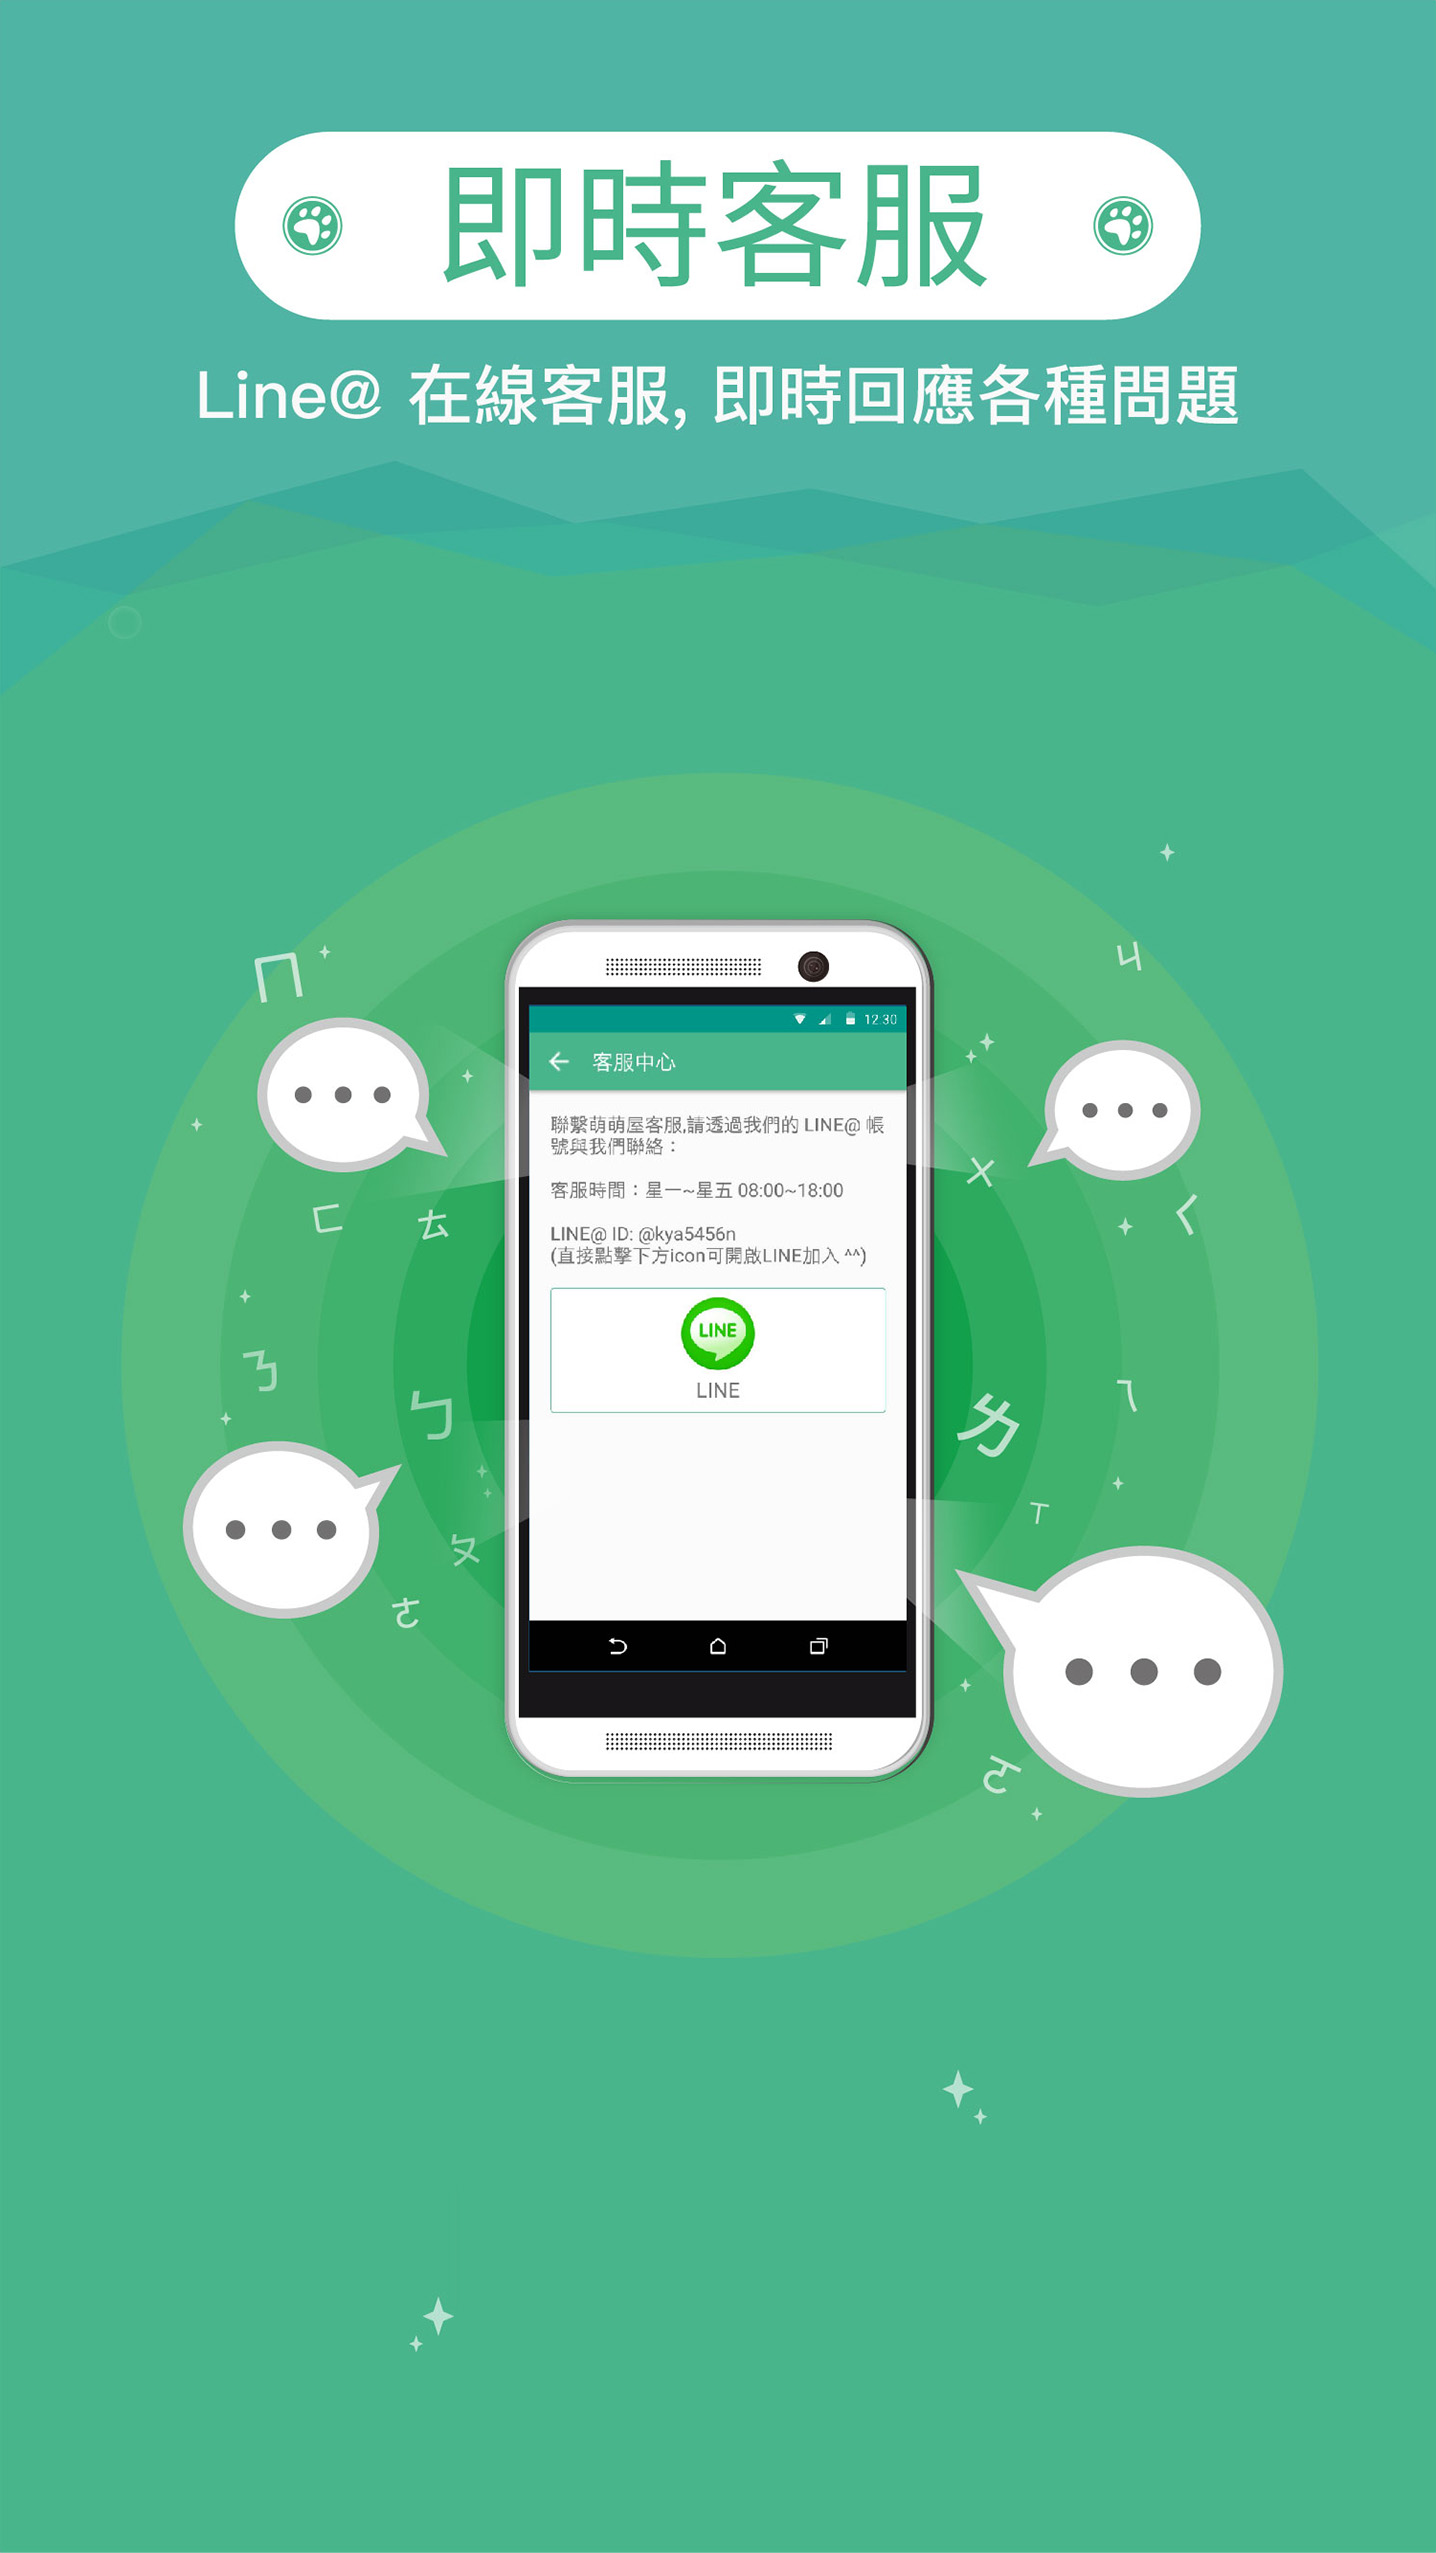 即時客服
Line@ 在線客服, 即時回應各種問題
12:30
客服中心
聯繫萌萌屋客服,請透過我們的 LINE@ 帳
號與我們聯絡：
客服時間：星一~星五 08:00~18:00
LINE@ ID: @kya5456n
(直接點擊下方icon可開啟LINE加入 ^^)
LINE
LINE
ㄇ
ㄐ
ㄨ
ㄈ
ㄊ
ㄑ
ㄋ
ㄅ
ㄌ
ㄟ
ㄒ
ㄆ
ㄜ